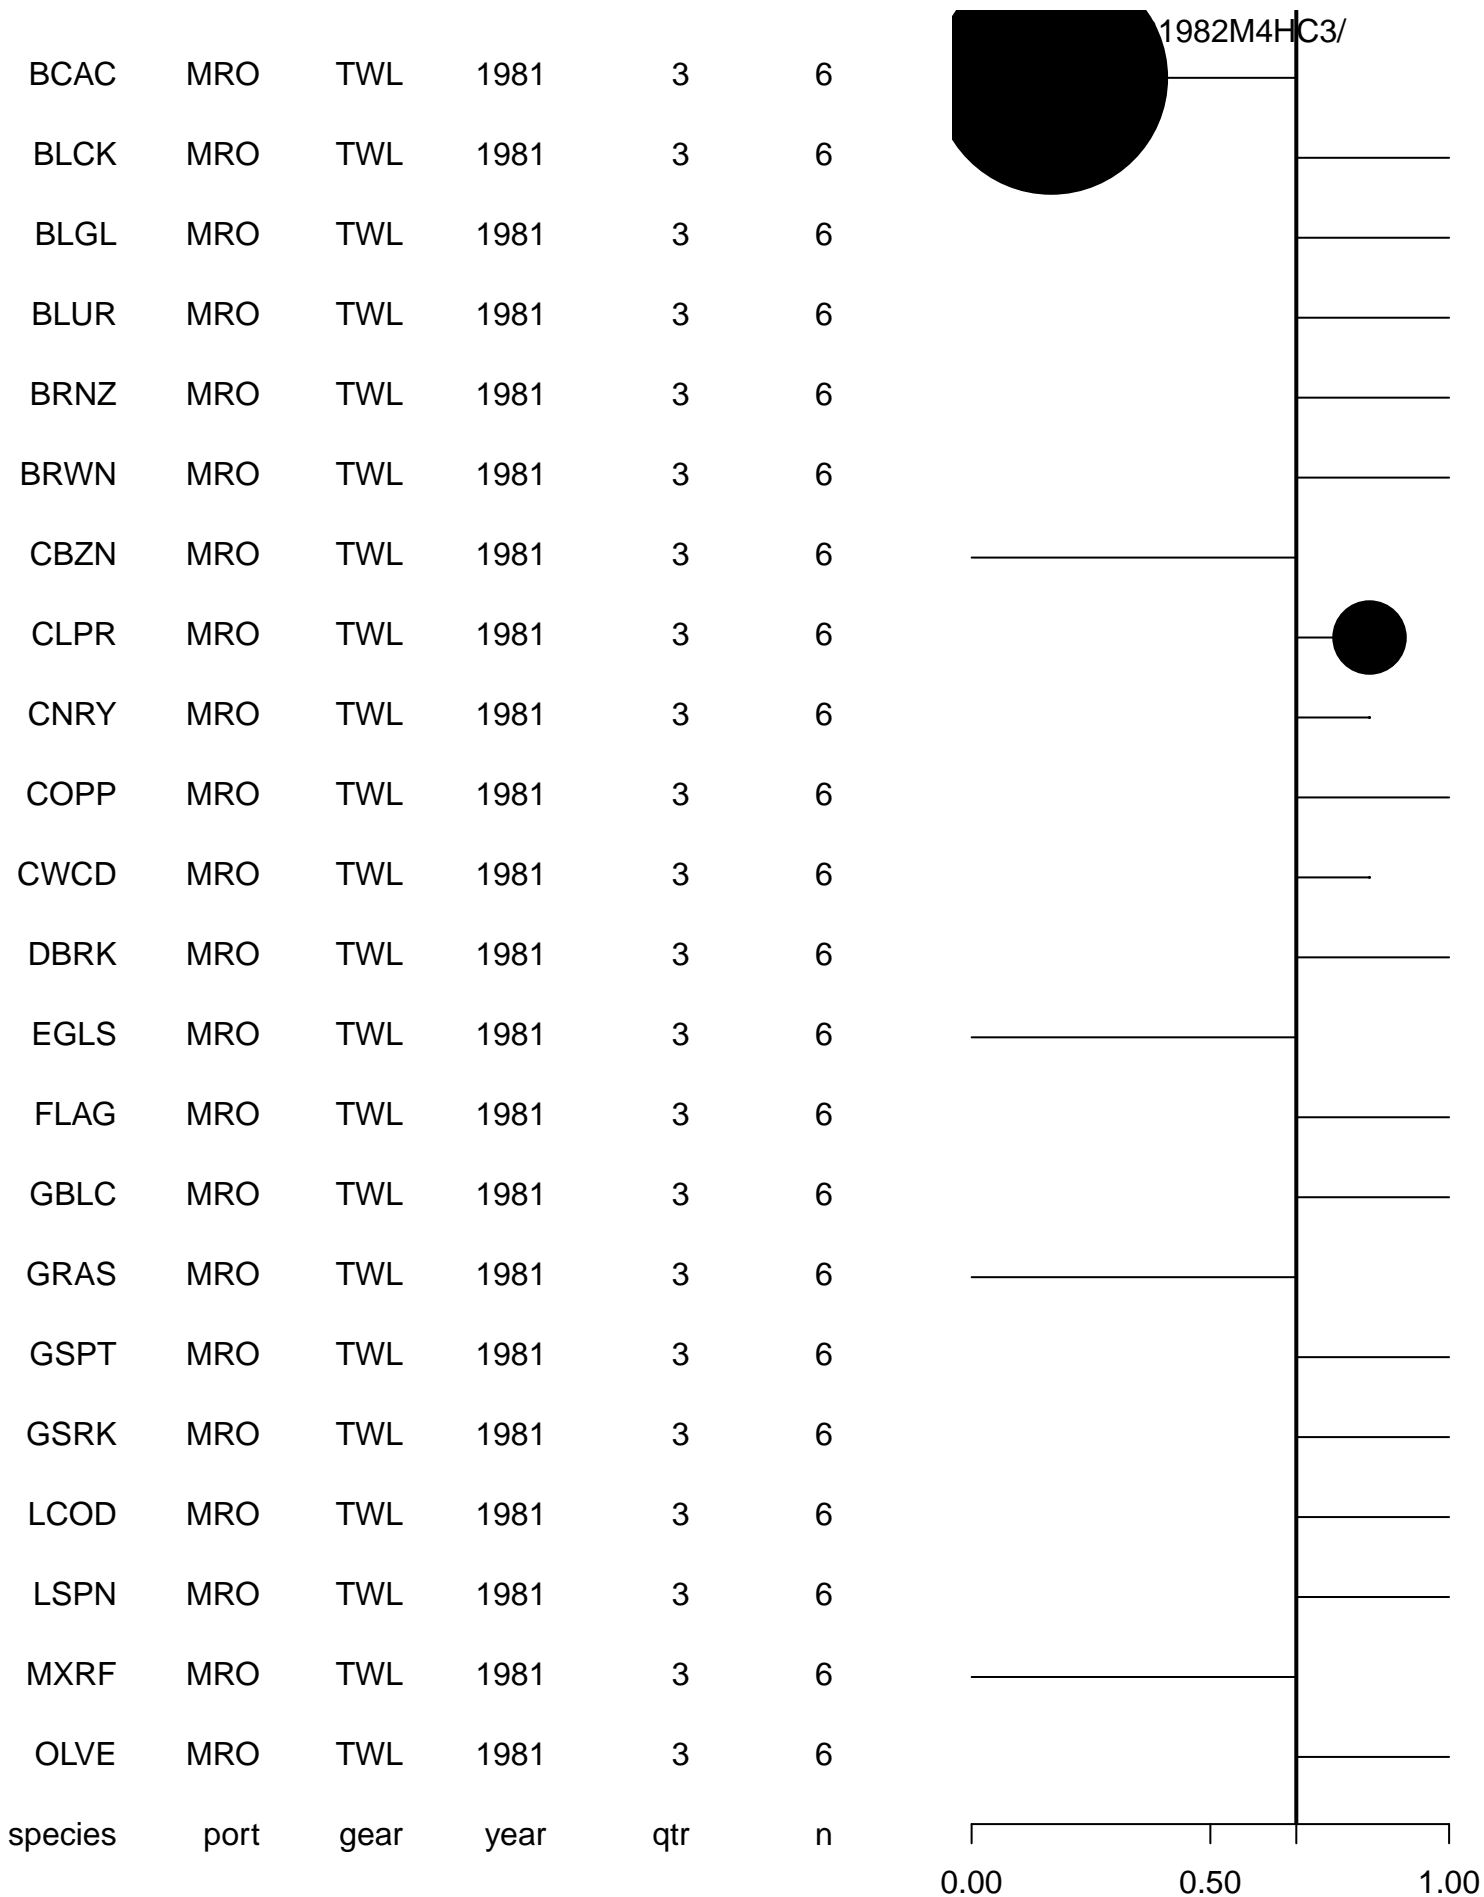 1982M4HC3/
BCAC MRO TWL 1981 3 6
BLCK MRO TWL 1981 3 6
BLGL MRO TWL 1981 3 6
BLUR MRO TWL 1981 3 6
BRNZ MRO TWL 1981 3 6
BRWN MRO TWL 1981 3 6
CBZN MRO TWL 1981 3 6
CLPR MRO TWL 1981 3 6
CNRY MRO TWL 1981 3 6
COPP MRO TWL 1981 3 6
CWCD MRO TWL 1981 3 6
DBRK MRO TWL 1981 3 6
EGLS MRO TWL 1981 3 6
FLAG MRO TWL 1981 3 6
GBLC MRO TWL 1981 3 6
GRAS MRO TWL 1981 3 6
GSPT MRO TWL 1981 3 6
GSRK MRO TWL 1981 3 6
LCOD MRO TWL 1981 3 6
LSPN MRO TWL 1981 3 6
MXRF MRO TWL 1981 3 6
OLVE MRO TWL 1981 3 6
species port gear year qtr n
0.00 0.50 1.00